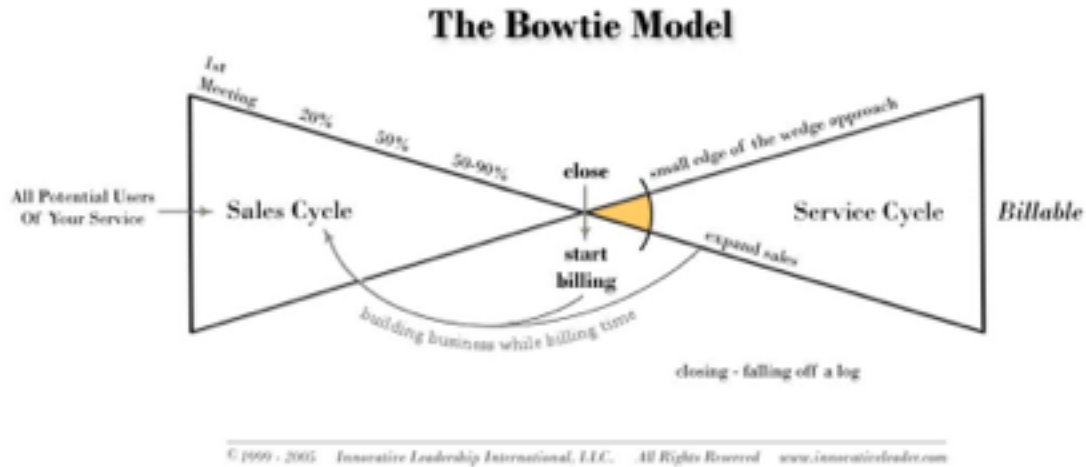 The Bowtie Model
1st
Meeting
20%
50%
50-90%
close
small edge of the wedge approach
All Potential Users
Of Your Service
Sales Cycle
Service Cycle
Billable
start
billing
expand sales
building business while billing time
closing - falling off a log
© 1999 - 2005 Innovative Leadership International, LLC. All Rights Reserved www.innovativeleader.com